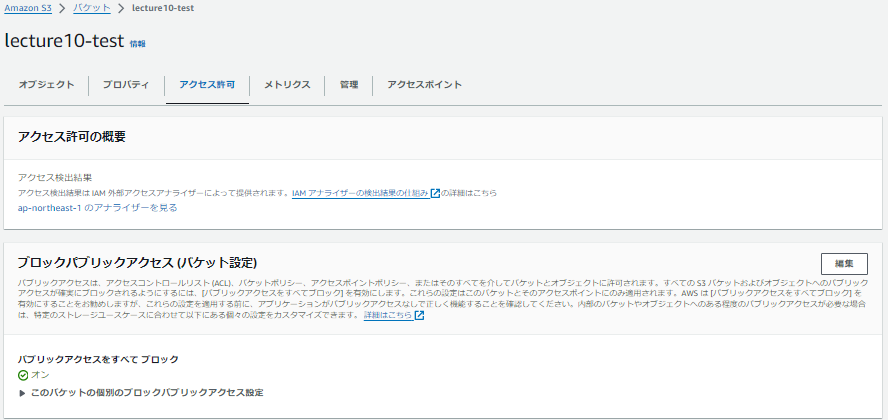 Amazon S3 > バケット > lecture10-test
lecture10-test 情報
オブジェクト プロパティ アクセス許可 メトリクス 管理 アクセスポイント
アクセス許可の概要
アクセス検出結果
アクセス検出結果は IAM 外部アクセスアナライザーによって提供されます。IAM アナライザーの検出結果の仕組み の詳細はこちら
ap-northeast-1 のアナライザーを見る
ブロックパブリックアクセス (バケット設定)
編集
パブリックアクセスは、アクセスコントロールリスト (ACL)、バケットポリシー、アクセスポイントポリシー、またはそのすべてを介してバケットとオブジェクトに許可されます。すべての S3 バケットおよびオブジェクトへのパブリック
アクセスが確実にブロックされるようにするには、[パブリックアクセスをすべてブロック] を有効にします。これらの設定はこのバケットとそのアクセスポイントにのみ適用されます。AWS は [パブリックアクセスをすべてブロック] を
有効にすることをお勧めしますが、これらの設定を適用する前に、アプリケーションがパブリックアクセスなしで正しく機能することを確認してください。内部のバケットやオブジェクトへのある程度のパブリックアクセスが必要な場合
は、特定のストレージユースケースに合わせて以下にある個々の設定をカスタマイズできます。 詳細はこちら
パブリックアクセスをすべて ブロック
オン
このバケットの個別のブロックパブリックアクセス設定